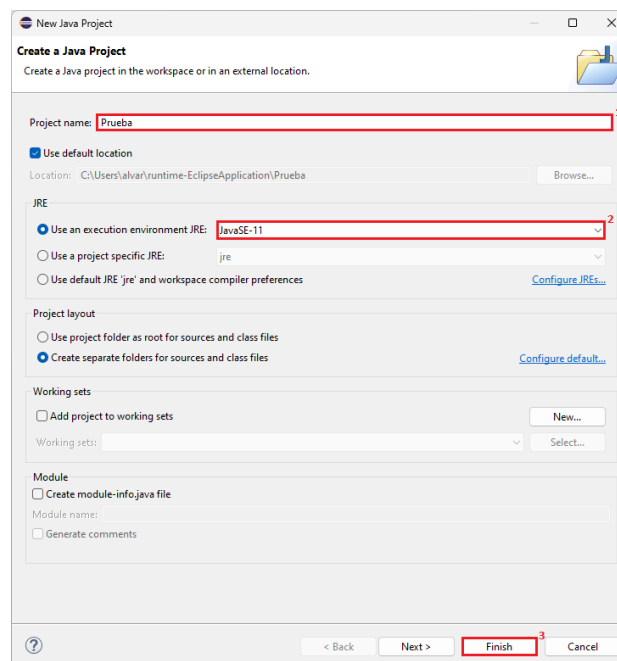 New Java Project
Create a Java Project
Create a Java project in the workspace or in an external location.
Project name: Prueba
Use default location
Location: C:\Users\alvar\runtime-EclipseApplication\Prueba Browse...
JRE
Use an execution environment JRE: JavaSE-11 2
Use a project specific JRE: jre
Use default JRE 'jre' and workspace compiler preferences Configure JREs...
Project layout
Use project folder as root for sources and class files
Create separate folders for sources and class files Configure default...
Working sets
Add project to working sets New...
Working sets: Select...
Module
Create module-info.java file
Module name:
Generate comments
? < Back Next > Finish 3 Cancel